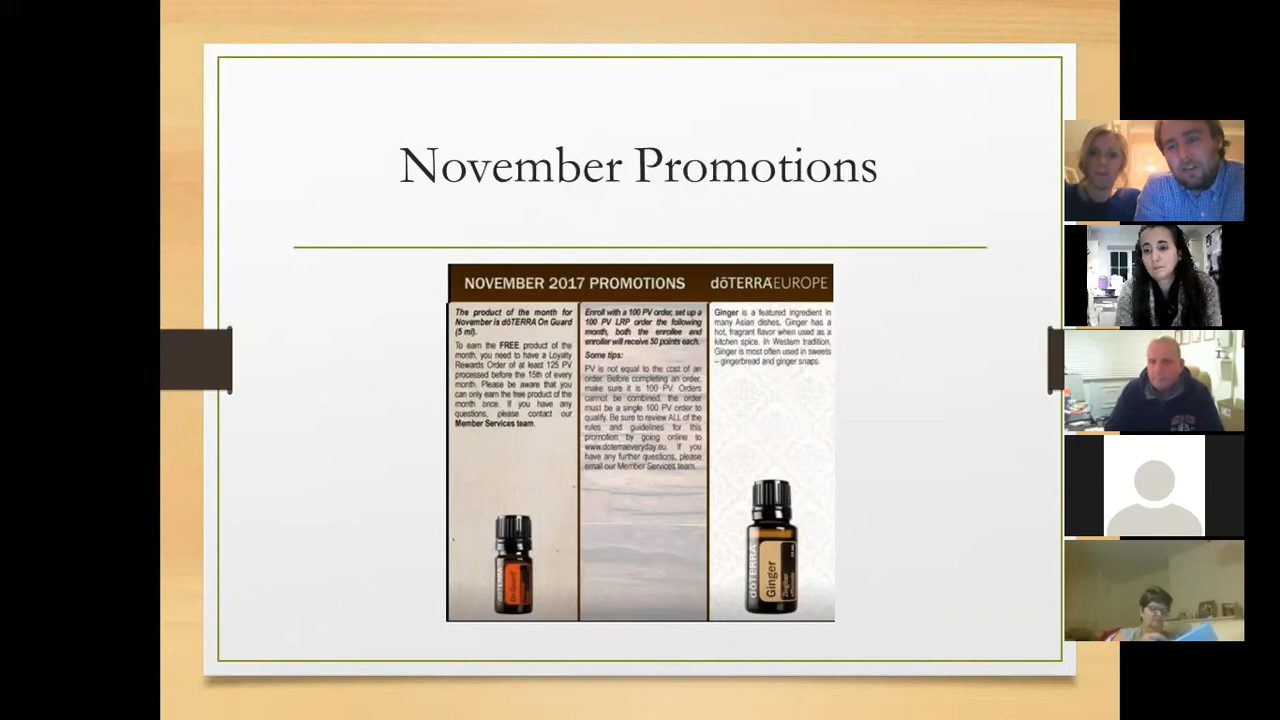 November Promotions
NOVEMBER 2017 PROMOTIONS
dōTERRA EUROPE
The product of the month for
November is dōTERRA On Guard
(5 ml).
To earn the FREE product of the
month, you need to have a Loyalty
Rewards Order of at least 125 PV
processed before the 15th of every
month. Please be aware that you
can only earn the free product of the
month once. If you have any
questions, please contact our
Member Services team.
dōTERRA
On Guard
Enroll with a 100 PV order, set up a
100 PV LRP order the following
month, both the enrollee and
enroller will receive 50 points each.
Some tips:
PV is not equal to the cost of an
order. Before completing an order,
make sure it is 100 PV. Orders
cannot be combined, the order
must be a single 100 PV order to
qualify. Be sure to review ALL of the
rules and guidelines for this
promotion by going online to
www.doterraeveryday.eu. If you
have any further questions, please
email our Member Services team.
Ginger is a featured ingredient in
many Asian dishes. Ginger has a
hot, fragrant flavor when used as a
kitchen spice. In Western tradition,
Ginger is most often used in sweets
– gingerbread and ginger snaps.
dōTERRA
Ginger
Zingiber
officinale